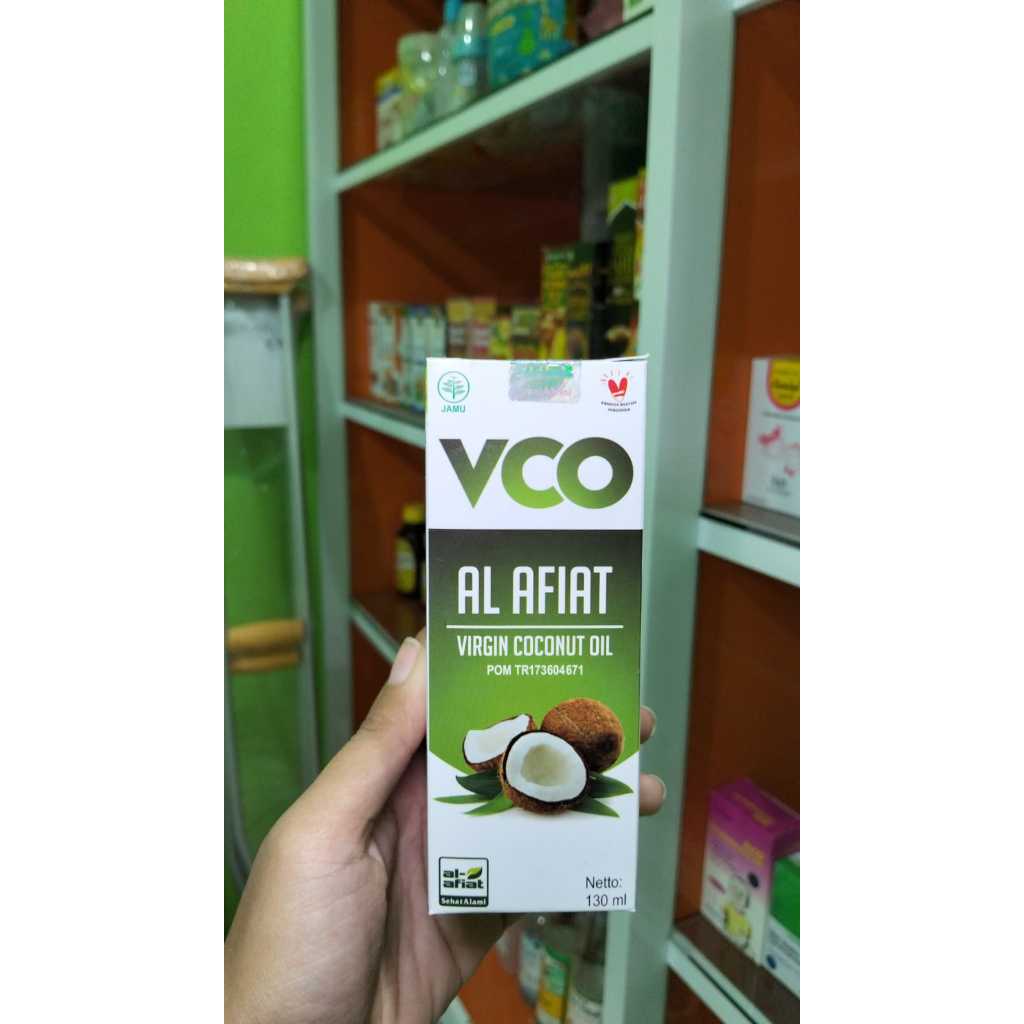 JAMU
VCO
AL AFIAT
VIRGIN COCONUT OIL
POM TR173604671
al-
afiat
Sehat Alami
Netto:
130 ml